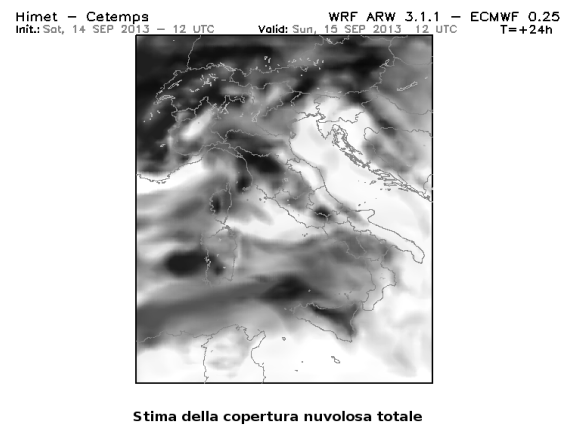 Himet – Cetemps WRF ARW 3.1.1 – ECMWF 0.25
Init.: Sat, 14 SEP 2013 – 12 UTC Valid: Sun, 15 SEP 2013 12 UTC T=+24h
Stima della copertura nuvolosa totale